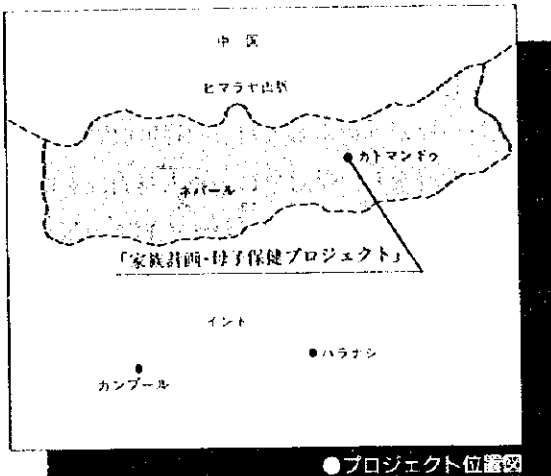 中国
ヒマラヤ山脈
カトマンドゥ
ネパール
「家族計画・母子保健プロジェクト」
インド
ハラナシ
カンプール
●プロジェクト位置図